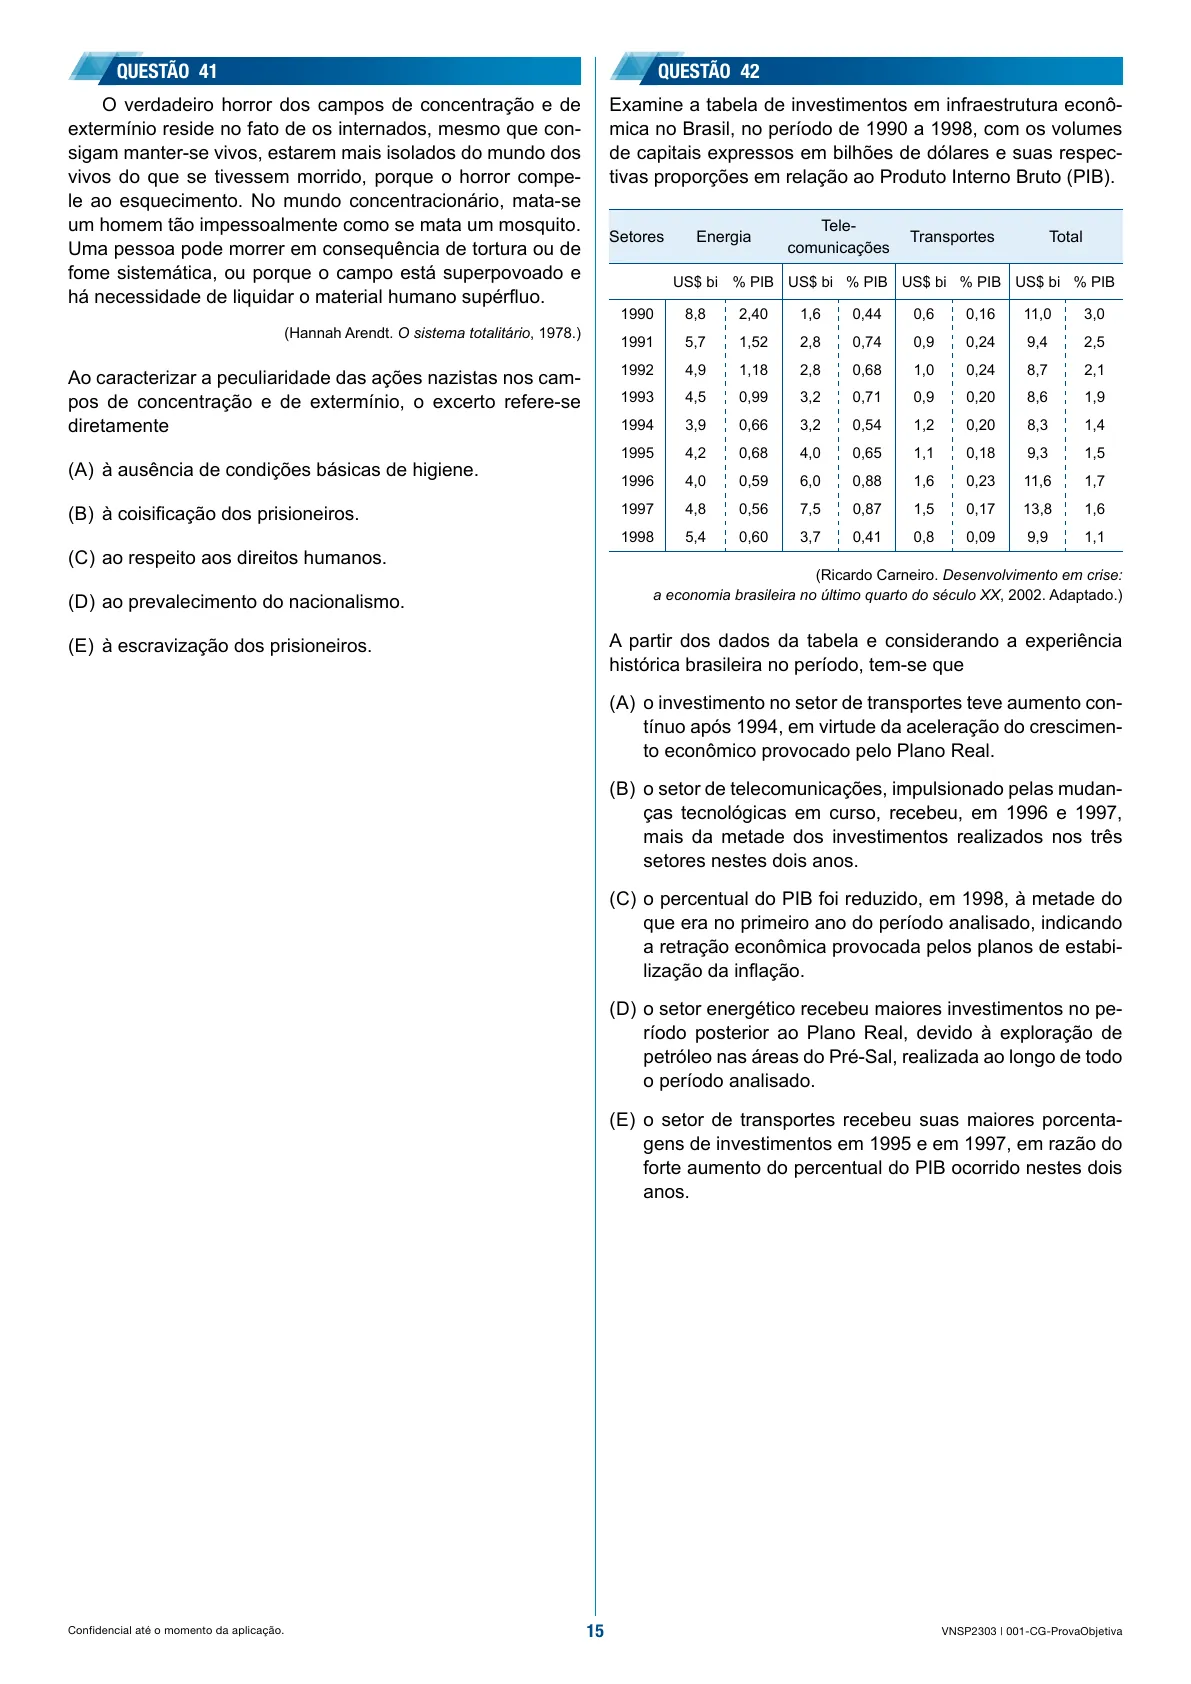 QUESTÃO 41
O verdadeiro horror dos campos de concentração e de
extermínio reside no fato de os internados, mesmo que con-
sigam manter-se vivos, estarem mais isolados do mundo dos
vivos do que se tivessem morrido, porque o horror compe-
le ao esquecimento. No mundo concentracionário, mata-se
um homem tão impessoalmente como se mata um mosquito.
Uma pessoa pode morrer em consequência de tortura ou de
fome sistemática, ou porque o campo está superpovoado e
há necessidade de liquidar o material humano supérfluo.
(Hannah Arendt. O sistema totalitário, 1978.)
Ao caracterizar a peculiaridade das ações nazistas nos cam-
pos de concentração e de extermínio, o excerto refere-se
diretamente
(A) à ausência de condições básicas de higiene.
(B) à coisificação dos prisioneiros.
(C) ao respeito aos direitos humanos.
(D) ao prevalecimento do nacionalismo.
(E) à escravização dos prisioneiros.
QUESTÃO 42
Examine a tabela de investimentos em infraestrutura econô-
mica no Brasil, no período de 1990 a 1998, com os volumes
de capitais expressos em bilhões de dólares e suas respec-
tivas proporções em relação ao Produto Interno Bruto (PIB).
Setores Energia Tele- Transportes Total
comunicações
US$ bi % PIB US$ bi % PIB US$ bi % PIB US$ bi % PIB
1990 8,8 2,40 1,6 0,44 0,6 0,16 11,0 3,0
1991 5,7 1,52 2,8 0,74 0,9 0,24 9,4 2,5
1992 4,9 1,18 2,8 0,68 1,0 0,24 8,7 2,1
1993 4,5 0,99 3,2 0,71 0,9 0,20 8,6 1,9
1994 3,9 0,66 3,2 0,54 1,2 0,20 8,3 1,4
1995 4,2 0,68 4,0 0,65 1,1 0,18 9,3 1,5
1996 4,0 0,59 6,0 0,88 1,6 0,23 11,6 1,7
1997 4,8 0,56 7,5 0,87 1,5 0,17 13,8 1,6
1998 5,4 0,60 3,7 0,41 0,8 0,09 9,9 1,1
(Ricardo Carneiro. Desenvolvimento em crise:
a economia brasileira no último quarto do século XX, 2002. Adaptado.)
A partir dos dados da tabela e considerando a experiência
histórica brasileira no período, tem-se que
(A) o investimento no setor de transportes teve aumento con-
tínuo após 1994, em virtude da aceleração do crescimen-
to econômico provocado pelo Plano Real.
(B) o setor de telecomunicações, impulsionado pelas mudan-
ças tecnológicas em curso, recebeu, em 1996 e 1997,
mais da metade dos investimentos realizados nos três
setores nestes dois anos.
(C) o percentual do PIB foi reduzido, em 1998, à metade do
que era no primeiro ano do período analisado, indicando
a retração econômica provocada pelos planos de estabi-
lização da inflação.
(D) o setor energético recebeu maiores investimentos no pe-
ríodo posterior ao Plano Real, devido à exploração de
petróleo nas áreas do Pré-Sal, realizada ao longo de todo
o período analisado.
(E) o setor de transportes recebeu suas maiores porcenta-
gens de investimentos em 1995 e em 1997, em razão do
forte aumento do percentual do PIB ocorrido nestes dois
anos.
Confidencial até o momento da aplicação.
15
VNSP2303 | 001-CG-ProvaObjetiva